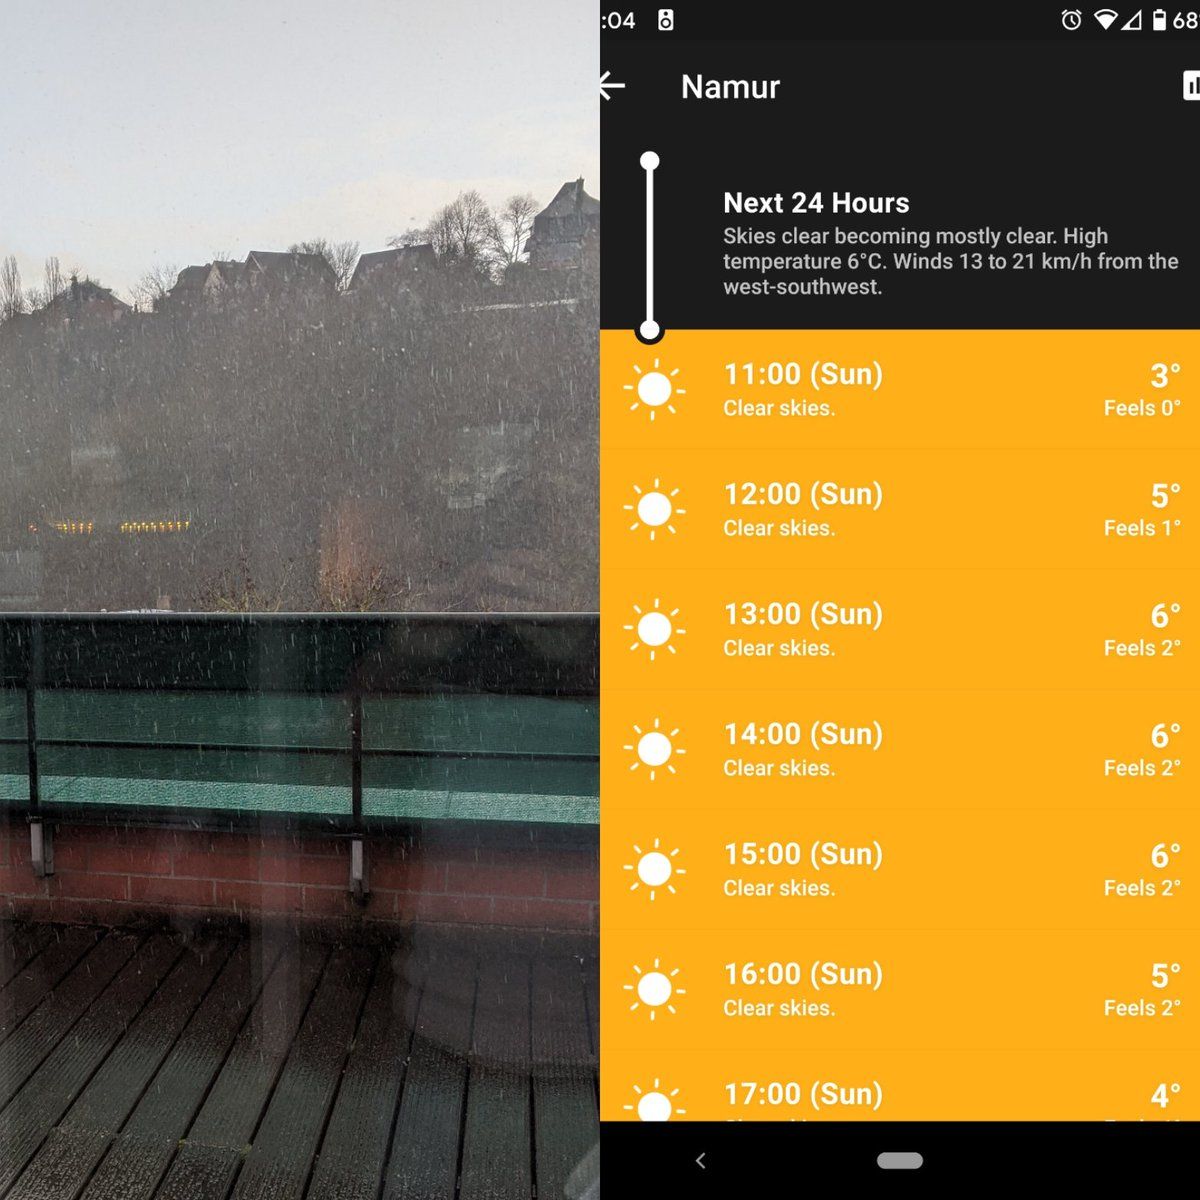 :04
68
Namur
Next 24 Hours
Skies clear becoming mostly clear. High
temperature 6°C. Winds 13 to 21 km/h from the
west-southwest.
11:00 (Sun) 3°
Clear skies. Feels 0°
12:00 (Sun) 5°
Clear skies. Feels 1°
13:00 (Sun) 6°
Clear skies. Feels 2°
14:00 (Sun) 6°
Clear skies. Feels 2°
15:00 (Sun) 6°
Clear skies. Feels 2°
16:00 (Sun) 5°
Clear skies. Feels 2°
17:00 (Sun) 4°